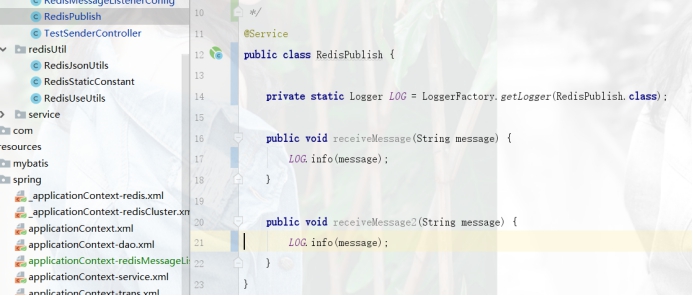 RedisMessageListenerConfig
RedisPublish
TestSenderController
redisUtil
RedisJsonUtils
RedisStaticConstant
RedisUseUtils
service
com
resources
mybatis
spring
_applicationContext-redis.xml
_applicationContext-redisCluster.xm
applicationContext.xml
applicationContext-dao.xml
applicationContext-redisMessageLi
applicationContext-service.xml
applicationContext-trans.xml
10 */
11 @Service
12 public class RedisPublish {
13
14 private static Logger LOG = LoggerFactory.getLogger(RedisPublish.class);
15
16 public void receiveMessage(String message) {
17 LOG.info(message);
18 }
19
20 public void receiveMessage2(String message) {
21 LOG.info(message);
22 }
23 }